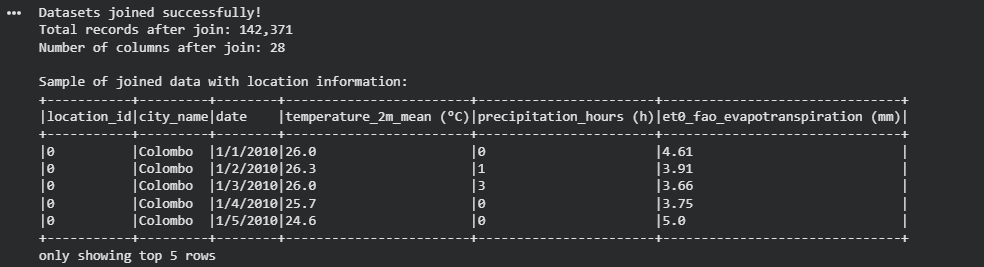 Datasets joined successfully!
Total records after join: 142,371
Number of columns after join: 28
Sample of joined data with location information:
+-----------+---------+--------+------------------------+-----------------------+-------------------------------+
|location_id|city_name|date    |temperature_2m_mean (°C)|precipitation_hours (h)|et0_fao_evapotranspiration (mm)|
+-----------+---------+--------+------------------------+-----------------------+-------------------------------+
|0          |Colombo  |1/1/2010|26.0                    |0                      |4.61                           |
|0          |Colombo  |1/2/2010|26.3                    |1                      |3.91                           |
|0          |Colombo  |1/3/2010|26.0                    |3                      |3.66                           |
|0          |Colombo  |1/4/2010|25.7                    |0                      |3.75                           |
|0          |Colombo  |1/5/2010|24.6                    |0                      |5.0                            |
+-----------+---------+--------+------------------------+-----------------------+-------------------------------+
only showing top 5 rows